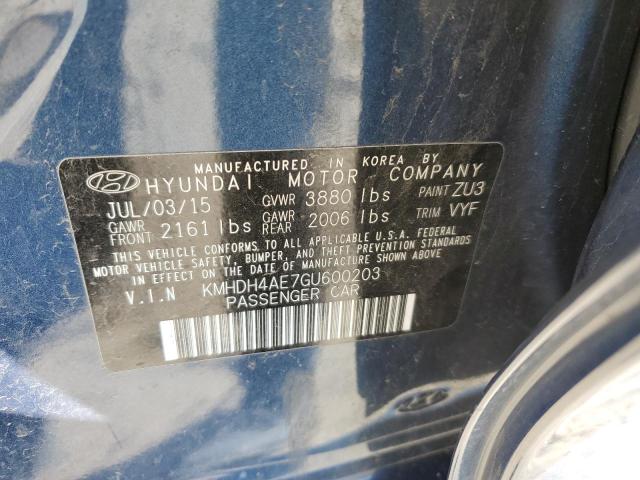 MANUFACTURED IN KOREA BY
HYUNDAI MOTOR COMPANY
JUL/03/15 GVWR 3880 lbs PAINT ZU3
GAWR FRONT 2161 lbs GAWR REAR 2006 lbs TRIM VYF
THIS VEHICLE CONFORMS TO ALL APPLICABLE U.S.A. FEDERAL
MOTOR VEHICLE SAFETY, BUMPER, AND THEFT PREVENTION STANDARDS
IN EFFECT ON THE DATE OF MANUFACTURE SHOWN ABOVE.
V.I.N KMHDH4AE7GU600203
PASSENGER CAR